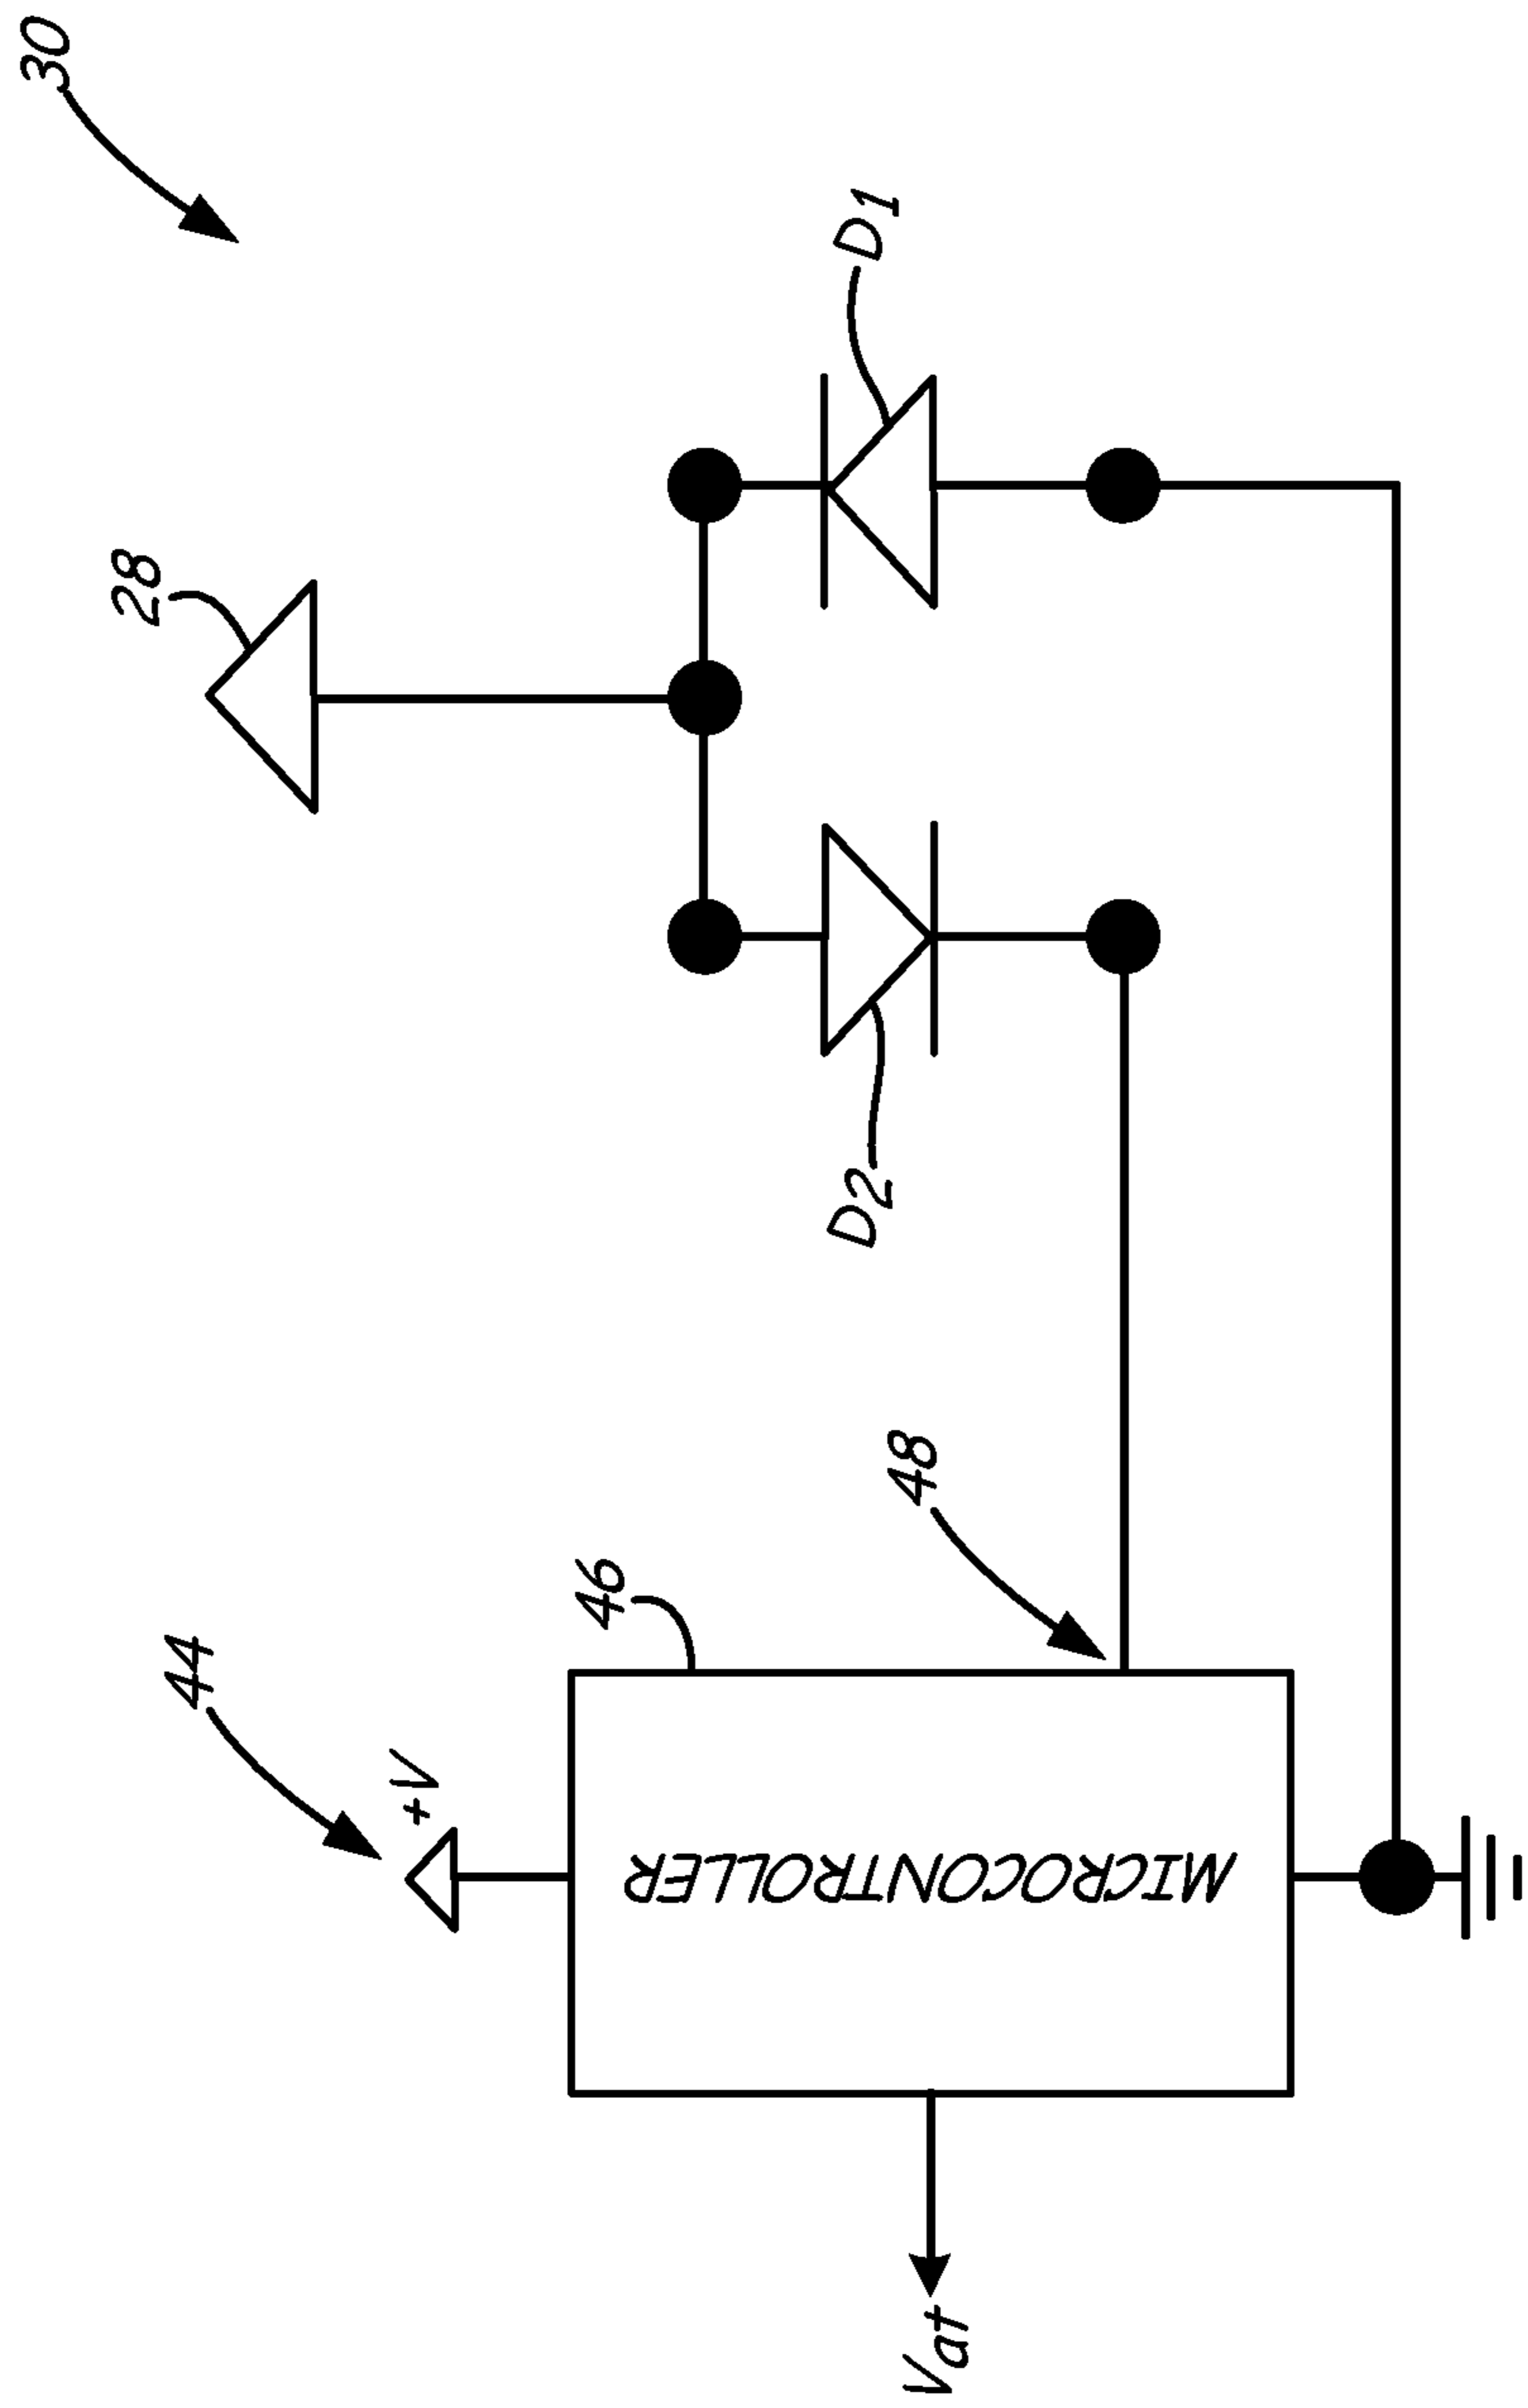 30
28
D1
D2
44
+V
46
48
MICROCONTROLLER
Vat